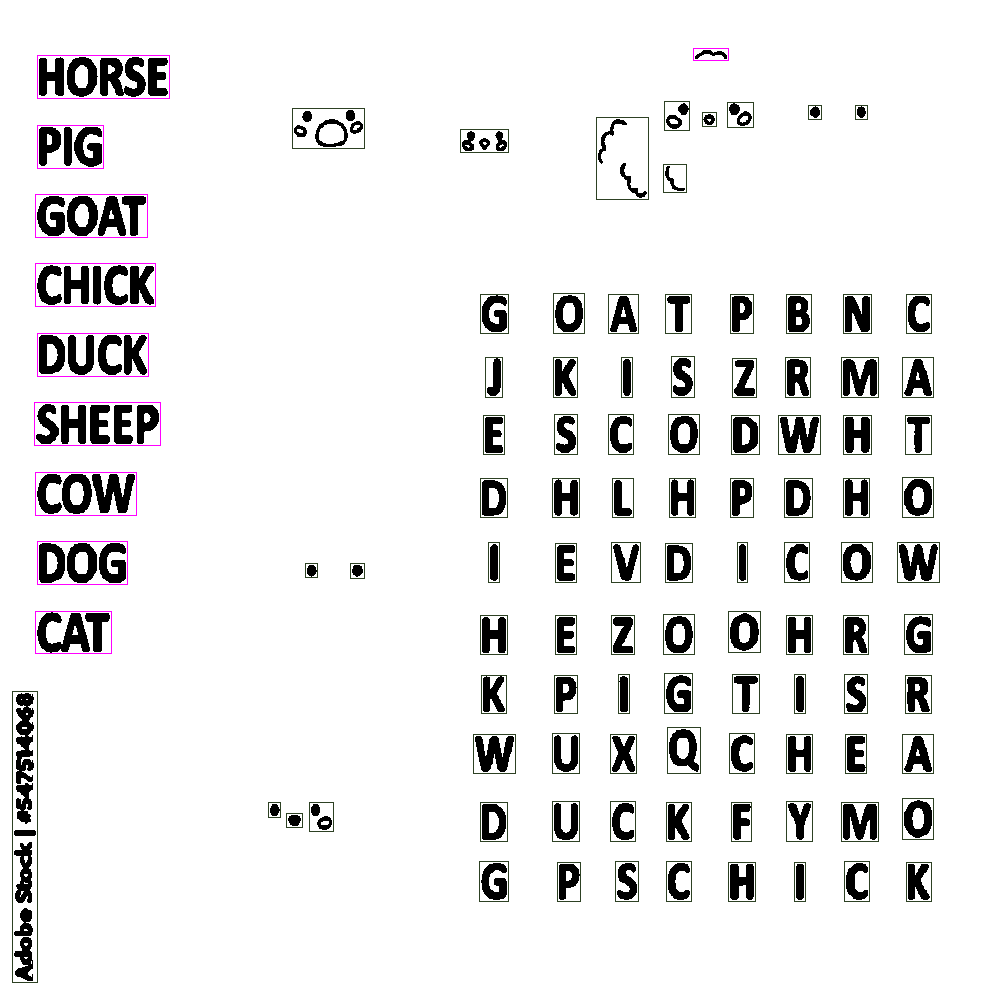 HORSE
PIG
GOAT
CHICK
DUCK
SHEEP
COW
DOG
CAT
G O A T P B N C
J K I S Z R M A
E S C O D W H T
D H L H P D H O
I E V D I C O W
H E Z O O H R G
K P I G T I S R
W U X Q C H E A
D U C K F Y M O
G P S C H I C K
Adobe Stock | #547514068